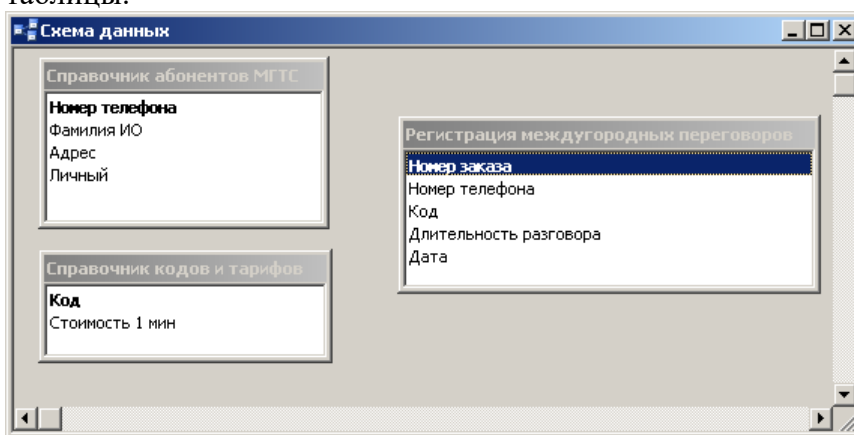 таблицы.
Схема данных
Справочник абонентов МГТС
Номер телефона
Фамилия ИО
Адрес
Личный
Регистрация междугородных переговоров
Номер заказа
Номер телефона
Код
Длительность разговора
Дата
Справочник кодов и тарифов
Код
Стоимость 1 мин